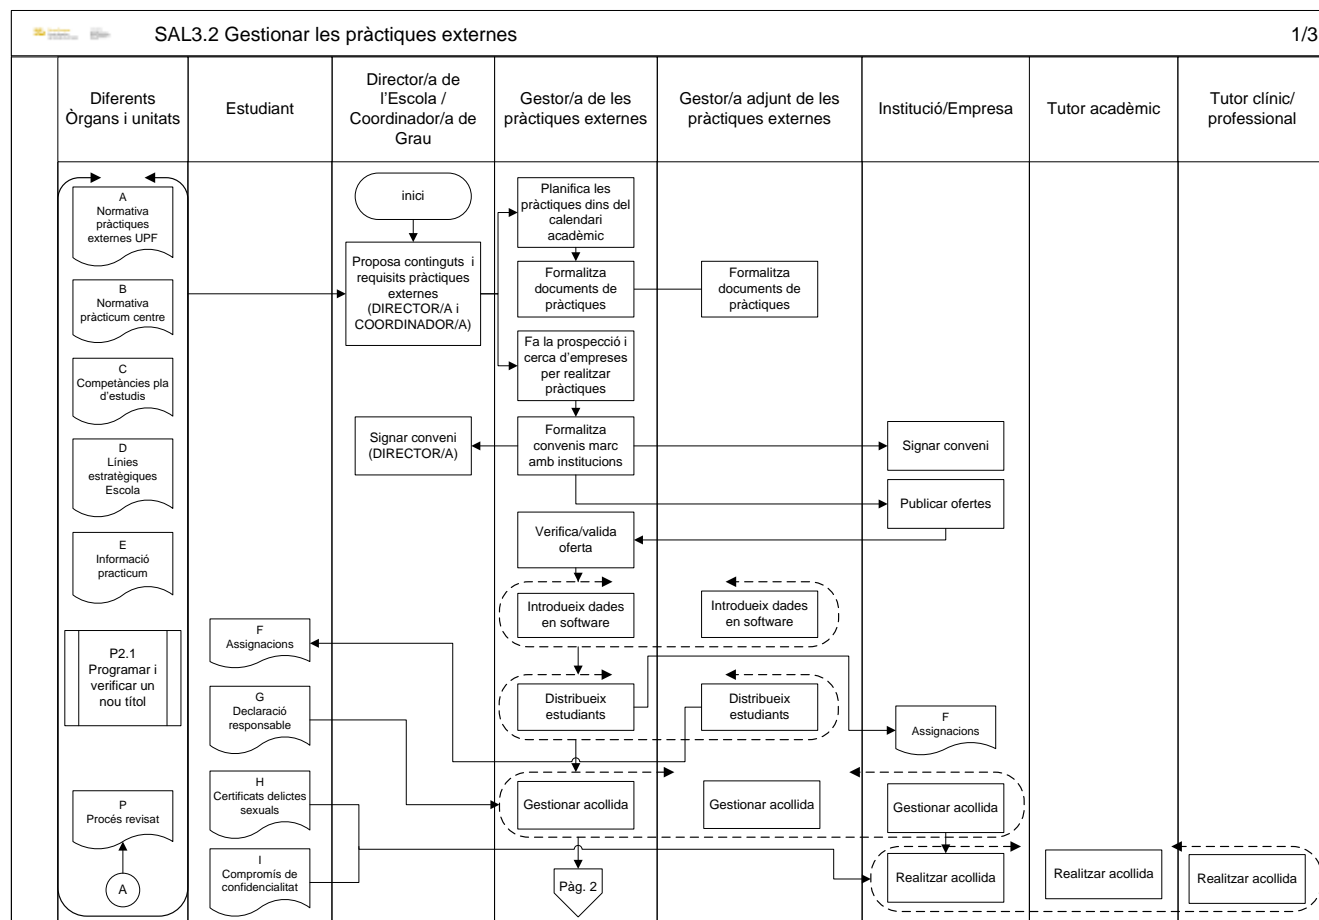 SAL3.2 Gestionar les pràctiques externes
1/3
Diferents
Òrgans i unitats
Estudiant
Director/a de
l'Escola /
Coordinador/a de
Grau
Gestor/a de les
pràctiques externes
Gestor/a adjunt de les
pràctiques externes
Institució/Empresa
Tutor acadèmic
Tutor clínic/
professional
A
Normativa
pràctiques
externes UPF
B
Normativa
pràcticum centre
C
Competàncies pla
d'estudis
D
Línies
estratègiques
Escola
E
Informació
practicum
P2.1
Programar i
verificar un
nou títol
P
Procés revisat
A
F
Assignacions
G
Declaració
responsable
H
Certificats delictes
sexuals
I
Compromís de
confidencialitat
inici
Proposa continguts i
requisits pràctiques
externes
(DIRECTOR/A i
COORDINADOR/A)
Signar conveni
(DIRECTOR/A)
Planifica les
pràctiques dins del
calendari
acadèmic
Formalitza
documents de
pràctiques
Fa la prospecció i
cerca d'empreses
per realitzar
pràctiques
Formalitza
convenis marc
amb institucions
Verifica/valida
oferta
Introdueix dades
en software
Distribueix
estudiants
Gestionar acollida
Pàg. 2
Formalitza
documents de
pràctiques
Introdueix dades
en software
Distribueix
estudiants
Gestionar acollida
Signar conveni
Publicar ofertes
F
Assignacions
Gestionar acollida
Realitzar acollida
Realitzar acollida
Realitzar acollida